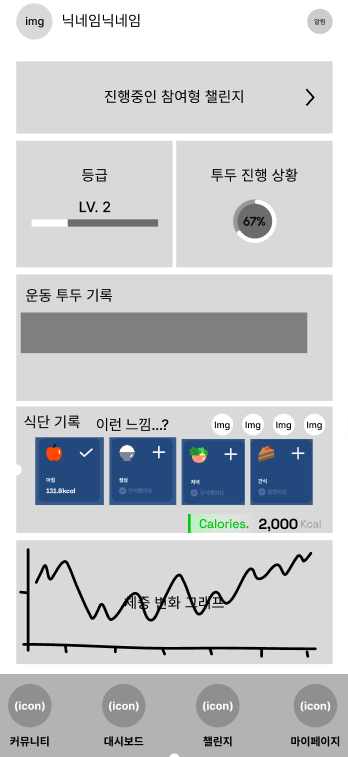 img 닉네임닉네임 알림
진행중인 참여형 챌린지
등급
LV. 2
투두 진행 상황
67%
운동 투두 기록
식단 기록 이런 느낌...? Img Img Img Img
아침
131.8kcal
점심
저녁
간식
Calories. 2,000 Kcal
체중 변화 그래프
(icon) (icon) (icon) (icon)
커뮤니티 대시보드 챌린지 마이페이지